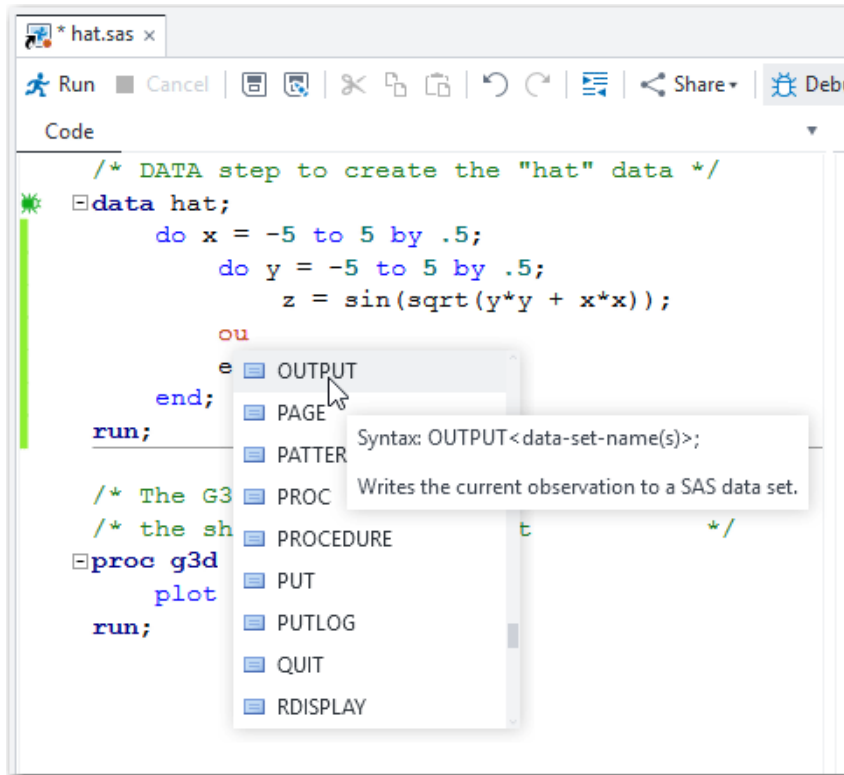 * hat.sas ×
Run Cancel Share Deb
Code
/* DATA step to create the "hat" data */
data hat;
do x = -5 to 5 by .5;
do y = -5 to 5 by .5;
z = sin(sqrt(y*y + x*x));
ou
e
end;
run;
/* The G3
/* the sh t */
proc g3d
plot
run;
OUTPUT
PAGE
PATTER
PROC
PROCEDURE
PUT
PUTLOG
QUIT
RDISPLAY
Syntax: OUTPUT<data-set-name(s)>;
Writes the current observation to a SAS data set.